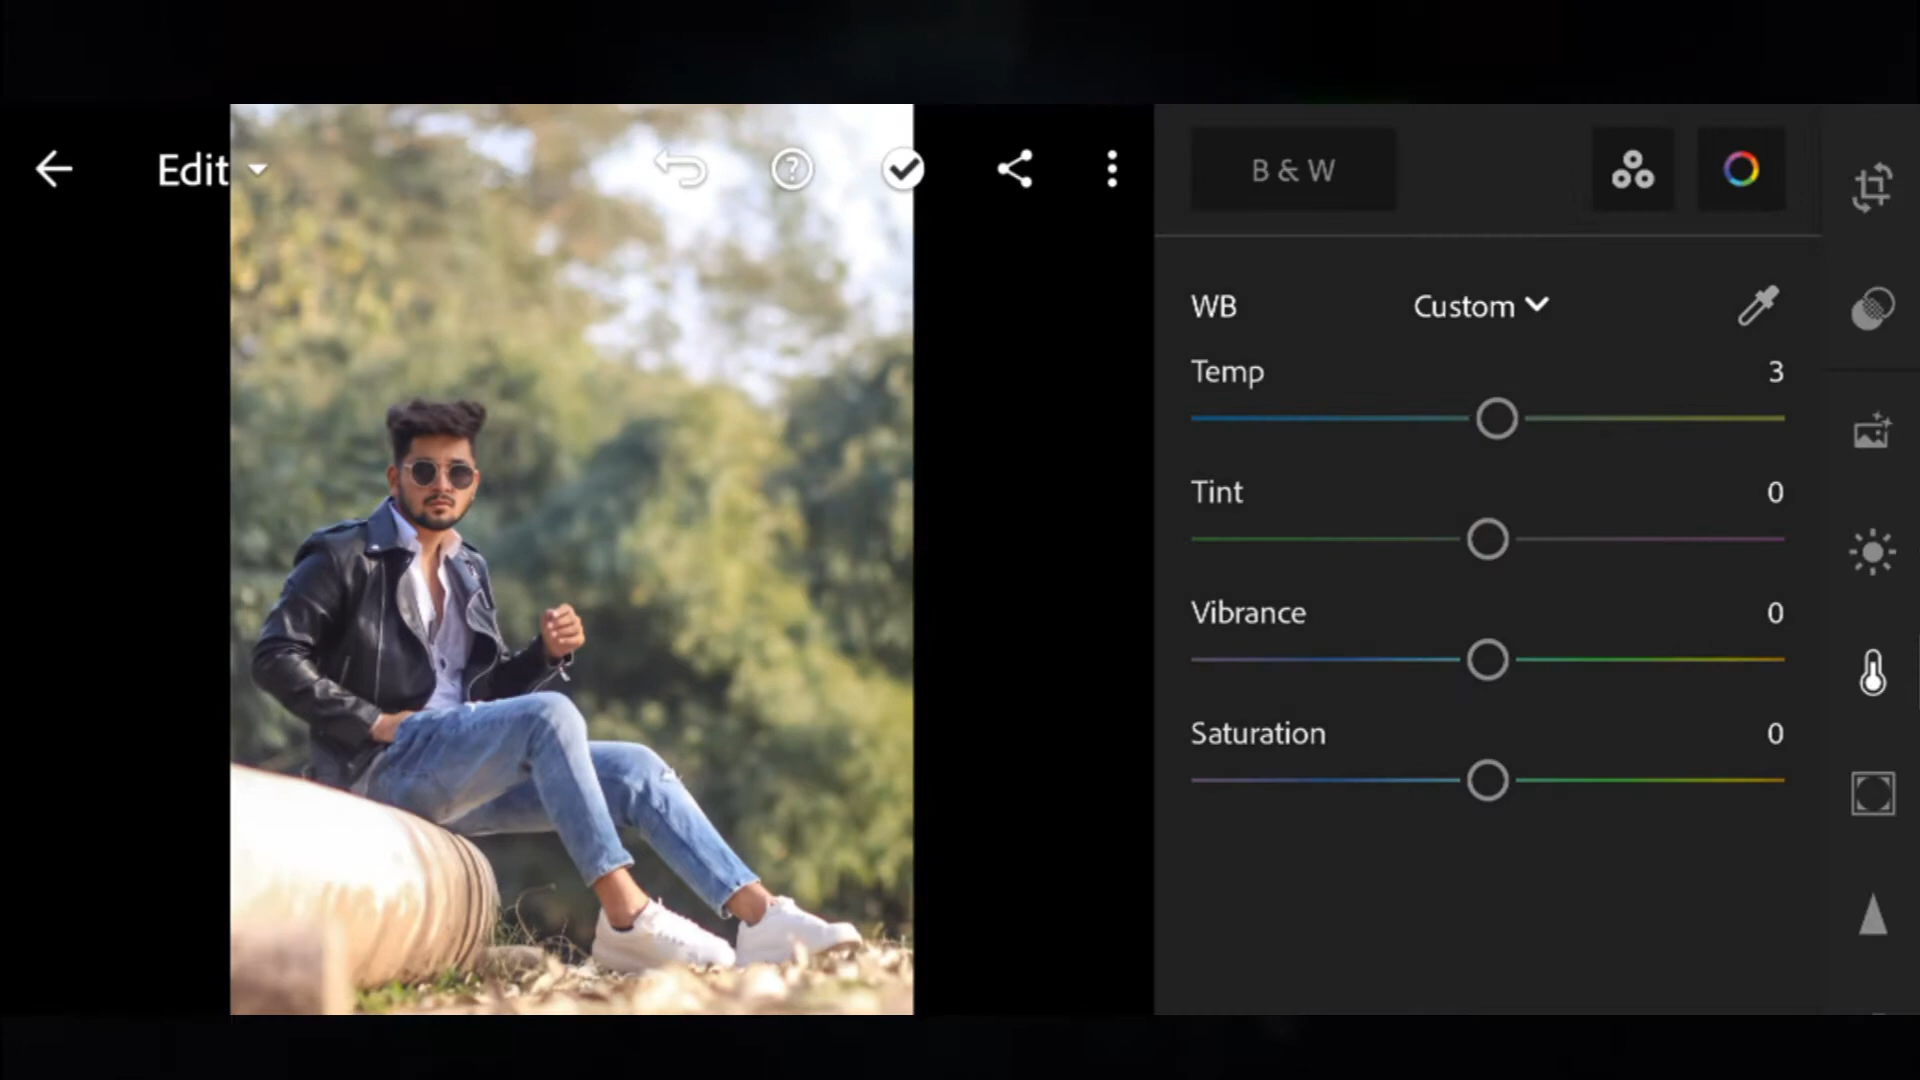 Edit
B & W
WB Custom
Temp 3
Tint 0
Vibrance 0
Saturation 0